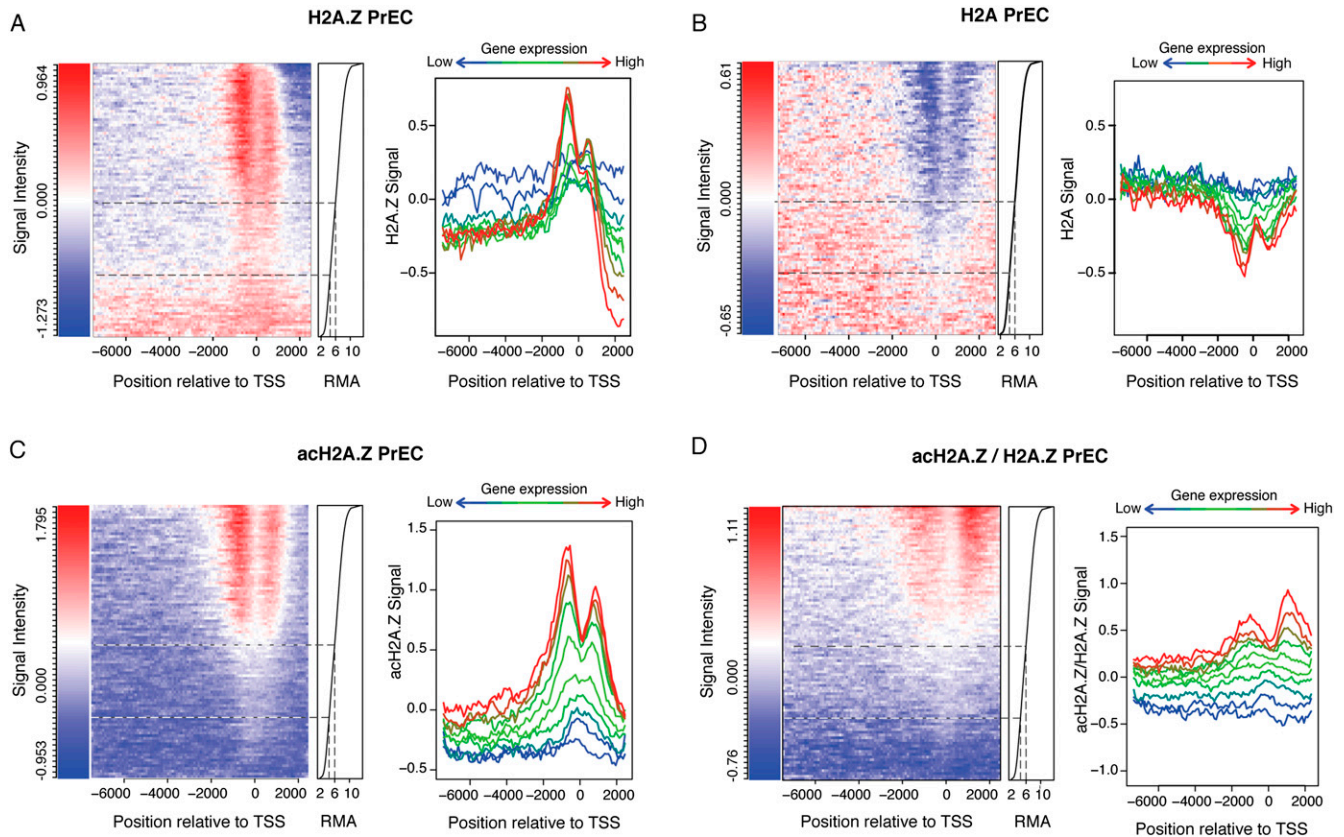 A
H2A.Z PrEC
Signal Intensity
0.964
0.000
-1.273
−6000 −4000 −2000 0 2000
Position relative to TSS
2 6 10
RMA
Gene expression
Low High
H2A.Z Signal
0.5
0.0
−0.5
−6000 −4000 −2000 0 2000
Position relative to TSS
B
H2A PrEC
Signal Intensity
0.61
0.000
-0.65
−6000 −4000 −2000 0 2000
Position relative to TSS
2 6 10
RMA
Gene expression
Low High
H2A Signal
0.5
0.0
−0.5
−6000 −4000 −2000 0 2000
Position relative to TSS
C
acH2A.Z PrEC
Signal Intensity
1.795
0.000
-0.953
−6000 −4000 −2000 0 2000
Position relative to TSS
2 6 10
RMA
Gene expression
Low High
acH2A.Z Signal
1.5
1.0
0.5
0.0
−0.5
−6000 −4000 −2000 0 2000
Position relative to TSS
D
acH2A.Z / H2A.Z PrEC
Signal Intensity
1.11
0.000
-0.76
−6000 −4000 −2000 0 2000
Position relative to TSS
2 6 10
RMA
Gene expression
Low High
acH2A.Z/H2A.Z Signal
1.5
1.0
0.5
0.0
−0.5
−1.0
−6000 −4000 −2000 0 2000
Position relative to TSS